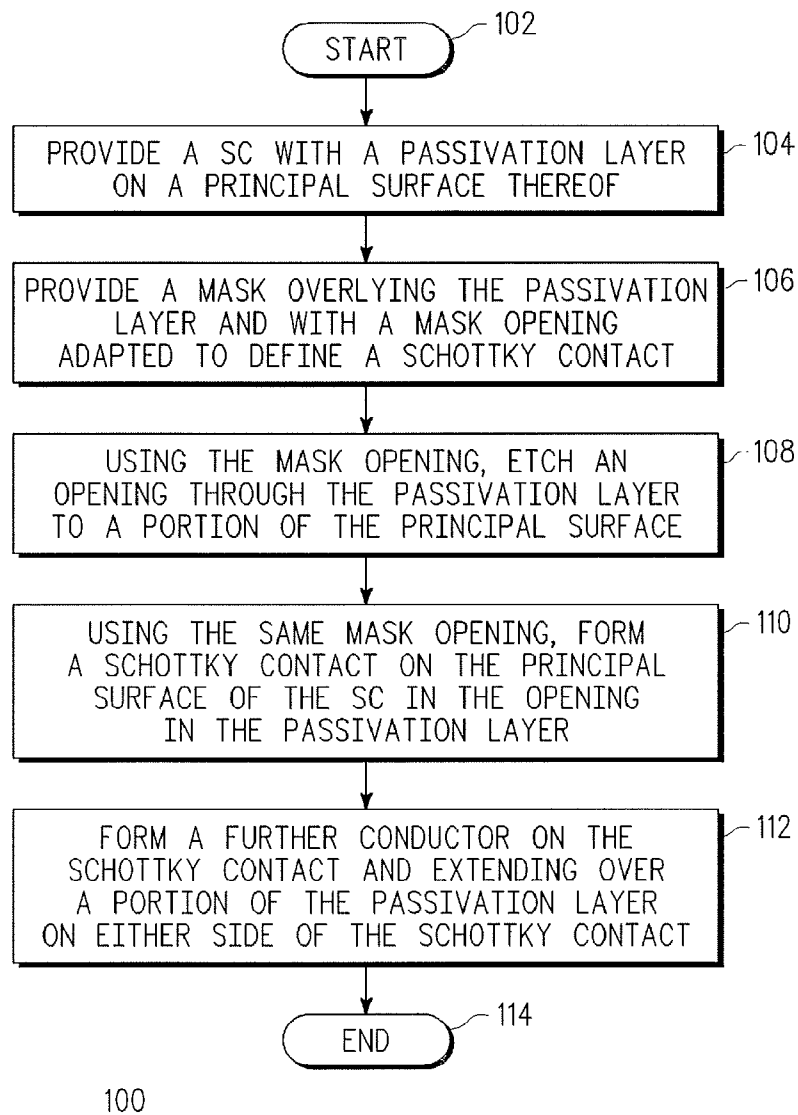 START
102
PROVIDE A SC WITH A PASSIVATION LAYER
ON A PRINCIPAL SURFACE THEREOF
104
PROVIDE A MASK OVERLYING THE PASSIVATION
LAYER AND WITH A MASK OPENING
ADAPTED TO DEFINE A SCHOTTKY CONTACT
106
USING THE MASK OPENING, ETCH AN
OPENING THROUGH THE PASSIVATION LAYER
TO A PORTION OF THE PRINCIPAL SURFACE
108
USING THE SAME MASK OPENING, FORM
A SCHOTTKY CONTACT ON THE PRINCIPAL
SURFACE OF THE SC IN THE OPENING
IN THE PASSIVATION LAYER
110
FORM A FURTHER CONDUCTOR ON THE
SCHOTTKY CONTACT AND EXTENDING OVER
A PORTION OF THE PASSIVATION LAYER
ON EITHER SIDE OF THE SCHOTTKY CONTACT
112
END
114
100